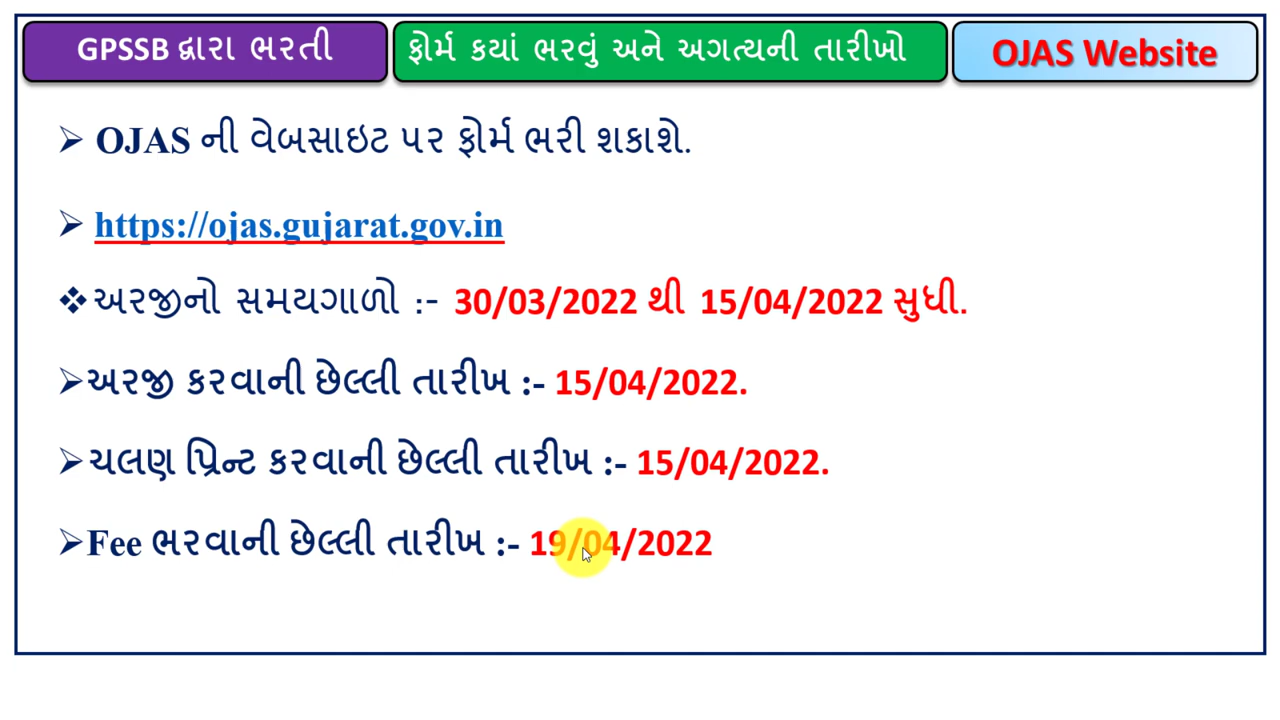 GPSSB દ્વારા ભરતી
ફોર્મ કયાં ભરવું અને અગત્યની તારીખો
OJAS Website
➢ OJAS ની વેબસાઇટ પર ફોર્મ ભરી શકાશે.
➢ https://ojas.gujarat.gov.in
❖ અરજીનો સમયગાળો :- 30/03/2022 થી 15/04/2022 સુધી.
➢ અરજી કરવાની છેલ્લી તારીખ :- 15/04/2022.
➢ ચલણ પ્રિન્ટ કરવાની છેલ્લી તારીખ :- 15/04/2022.
➢ Fee ભરવાની છેલ્લી તારીખ :- 19/04/2022